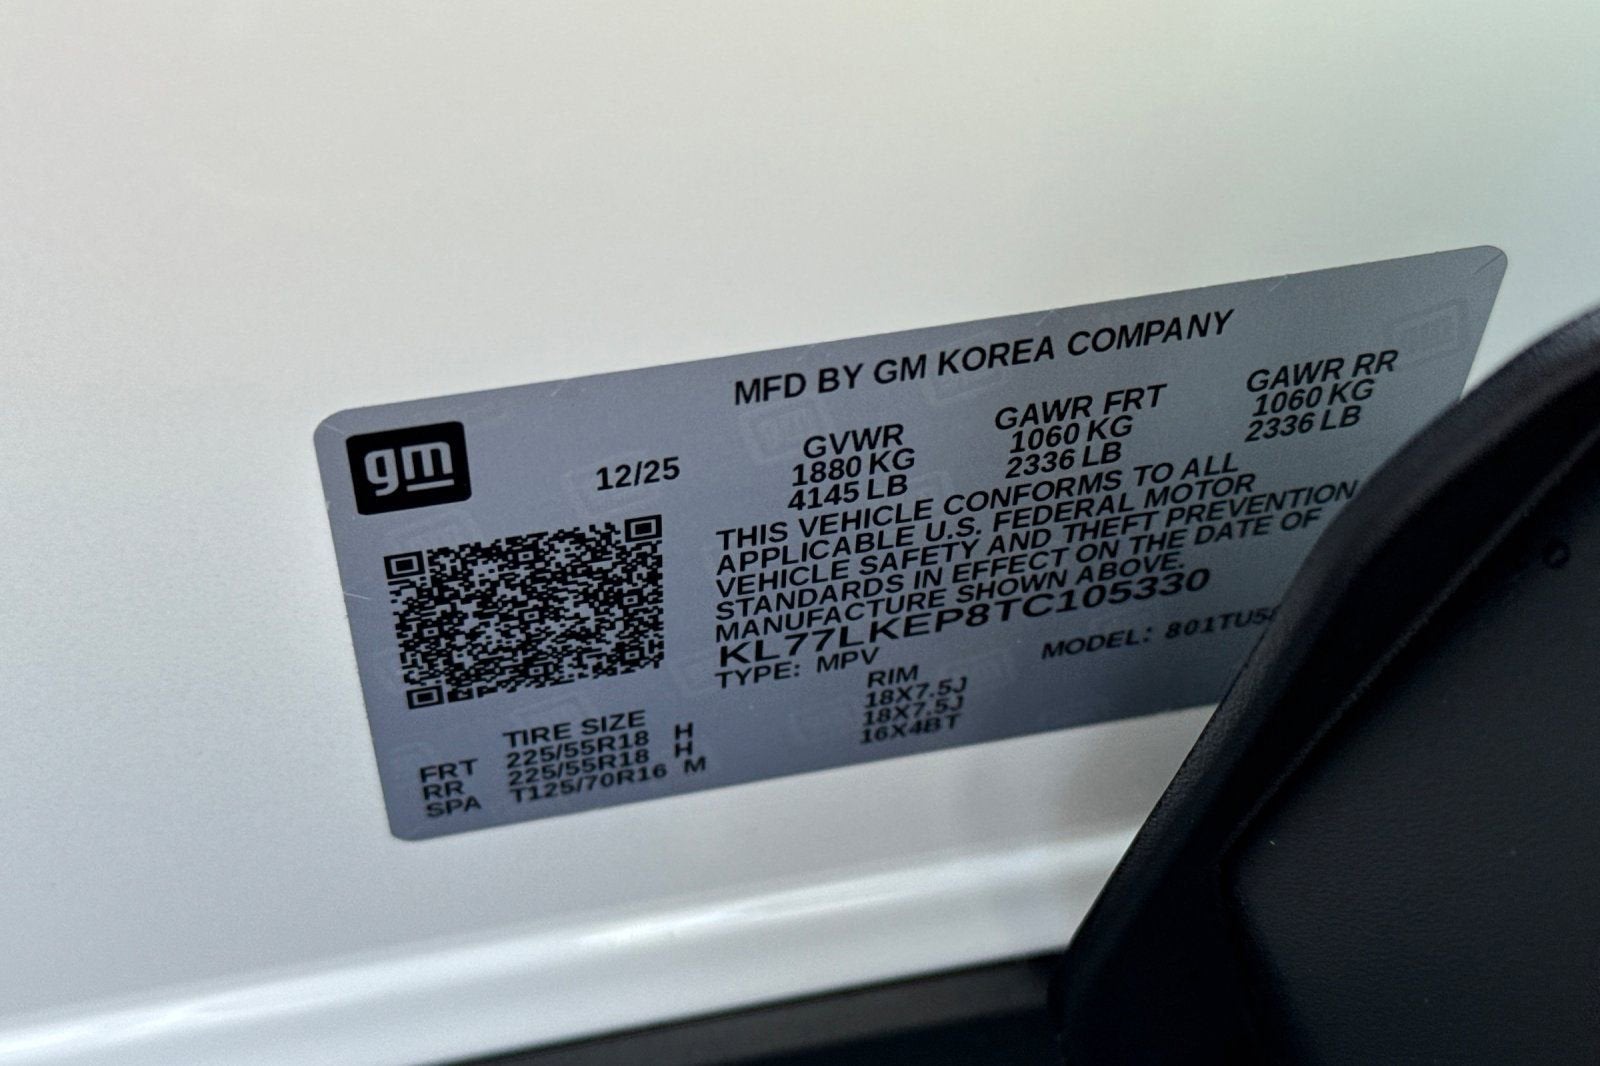 MFD BY GM KOREA COMPANY
gm
12/25
GVWR GAWR FRT GAWR RR
1880 KG 1060 KG 1060 KG
4145 LB 2336 LB 2336 LB
THIS VEHICLE CONFORMS TO ALL
APPLICABLE U.S. FEDERAL MOTOR
VEHICLE SAFETY AND THEFT PREVENTION
STANDARDS IN EFFECT ON THE DATE OF
MANUFACTURE SHOWN ABOVE.
KL77LKEP8TC105330
TYPE: MPV MODEL:
TIRE SIZE RIM
FRT 225/55R18 H 18X7.5J
RR 225/55R18 H 18X7.5J
SPA T125/70R16 M 16X4BT